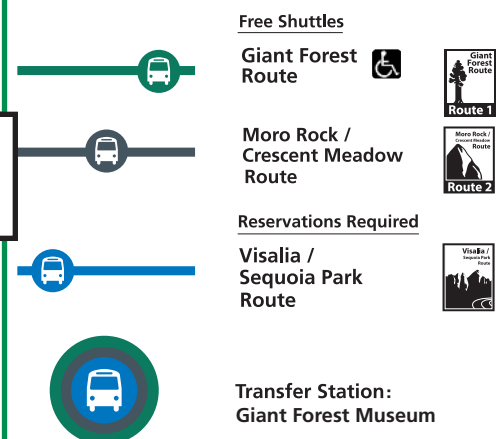 Free Shuttles
Giant Forest
Route
Giant
Forest
Route
Route 1
Moro Rock /
Crescent Meadow
Route
Moro Rock /
Crescent Meadow
Route
Route 2
Reservations Required
Visalia /
Sequoia Park
Route
Visalia /
Sequoia Park
Route
Transfer Station:
Giant Forest Museum